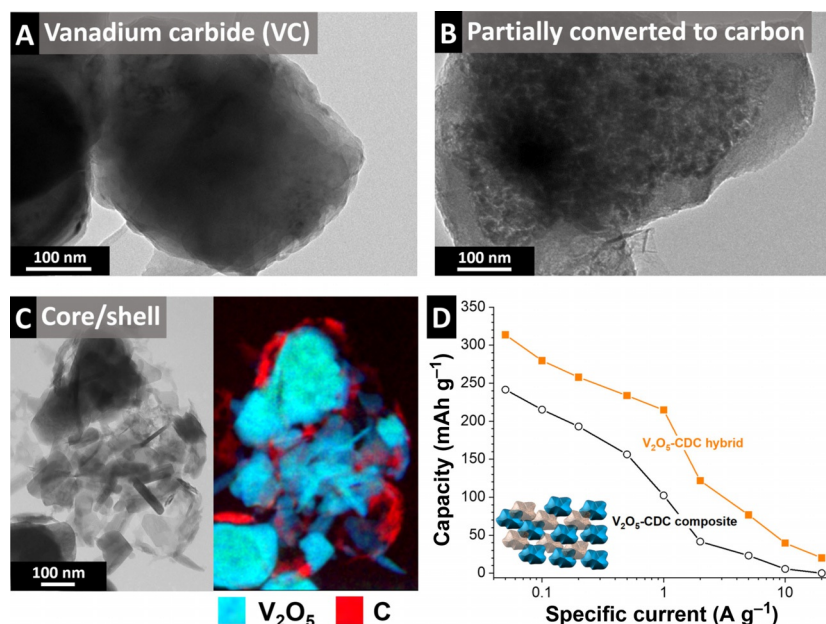 A Vanadium carbide (VC)
100 nm
B Partially converted to carbon
100 nm
C Core/shell
100 nm
V₂O₅ C
D
Capacity (mAh g⁻¹)
350
300
250
200
150
100
50
0
V₂O₅-CDC hybrid
V₂O₅-CDC composite
0.1 1 10
Specific current (A g⁻¹)